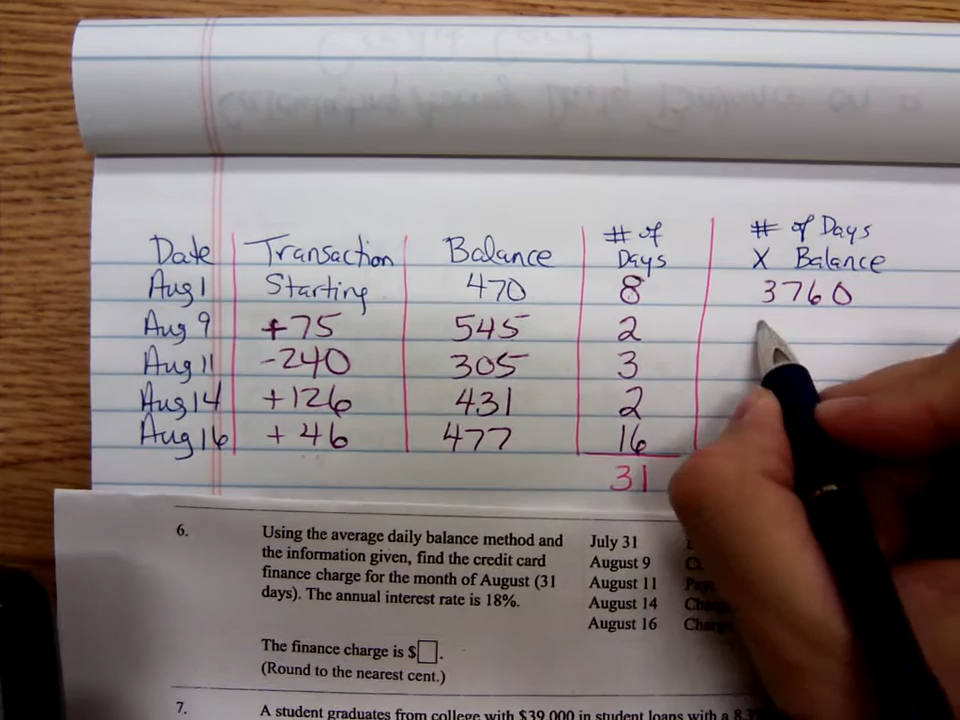 # of # of Days
Date Transaction Balance Days X Balance
Aug 1 Starting 470 8 3760
Aug 9 +75 545 2
Aug 11 -240 305 3
Aug 14 +126 431 2
Aug 16 + 46 477 16
31
6. Using the average daily balance method and July 31
the information given, find the credit card August 9
finance charge for the month of August (31 August 11
days). The annual interest rate is 18%. August 14
August 16
The finance charge is $ .
(Round to the nearest cent.)
7. A student graduates from college with $39,000 in student loans with a